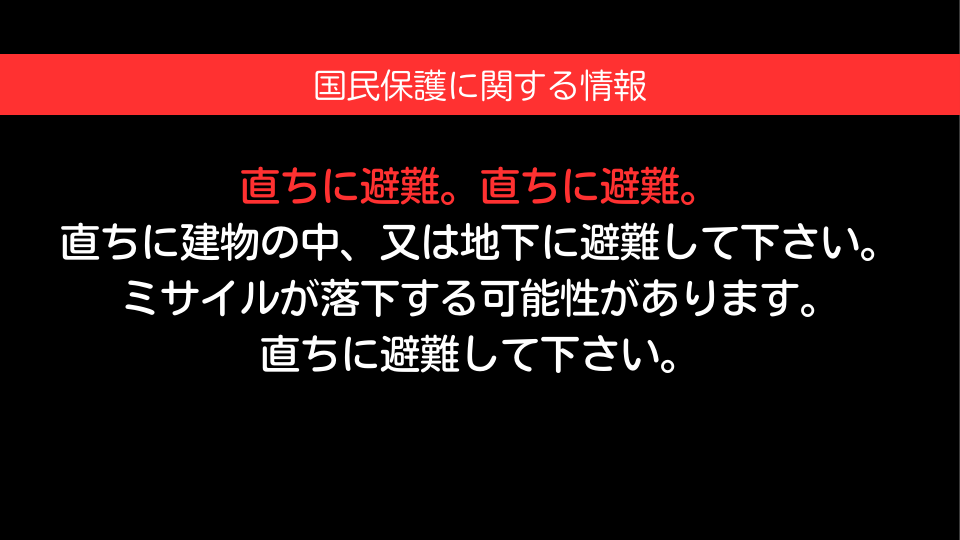 国民保護に関する情報
直ちに避難。直ちに避難。
直ちに建物の中、又は地下に避難して下さい。
ミサイルが落下する可能性があります。
直ちに避難して下さい。